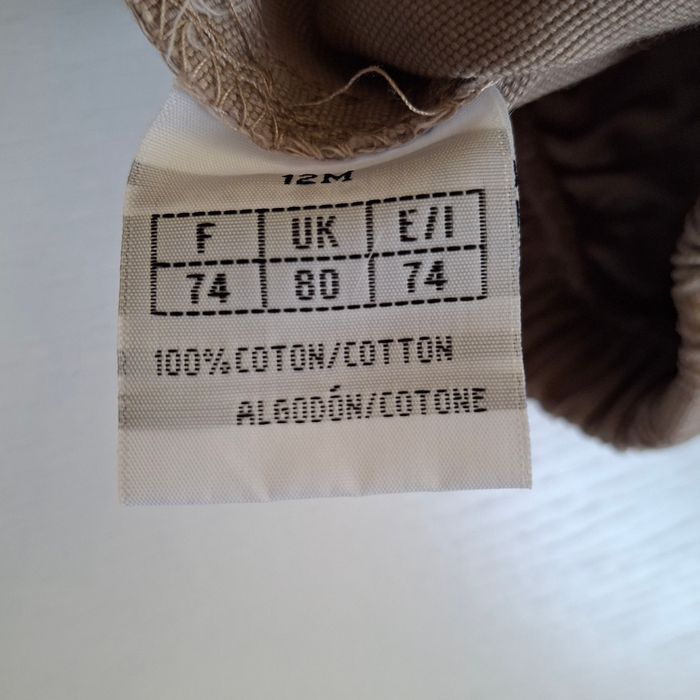 12M
F UK E/I
74 80 74
100% COTON/COTTON
ALGODÓN/COTONE